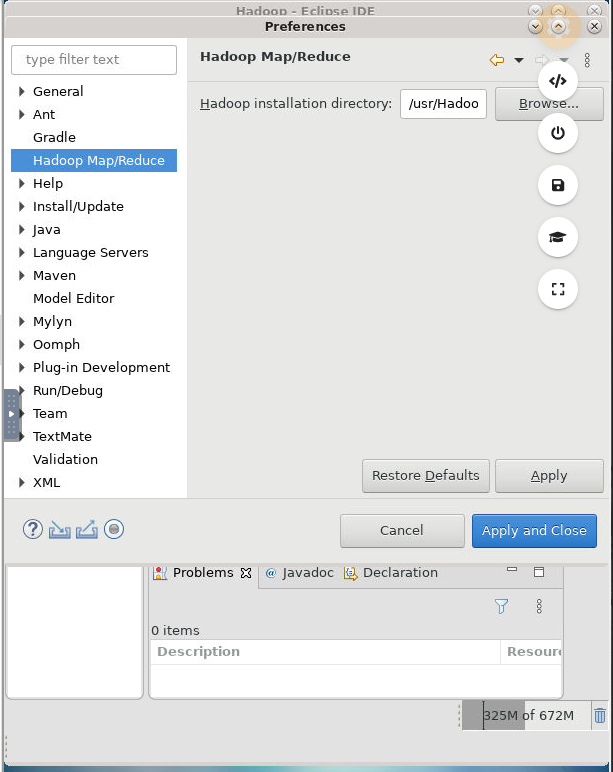 Hadoop - Eclipse IDE
Preferences
type filter text
General
Ant
Gradle
Hadoop Map/Reduce
Help
Install/Update
Java
Language Servers
Maven
Model Editor
Mylyn
Oomph
Plug-in Development
Run/Debug
Team
TextMate
Validation
XML
Hadoop Map/Reduce
Hadoop installation directory: /usr/Hadoo Browse...
Restore Defaults Apply
? Cancel Apply and Close
Problems @ Javadoc Declaration
0 items
Description Resourc
325M of 672M